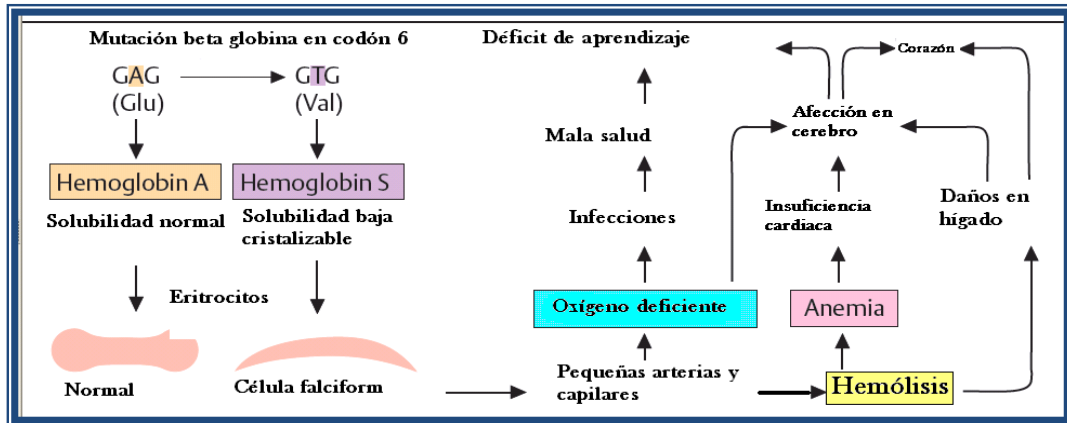 Mutación beta globina en codón 6
GAG
(Glu)
GTG
(Val)
Hemoglobin A
Hemoglobin S
Solubilidad normal
Solubilidad baja
cristalizable
Eritrocitos
Normal
Célula falciform
Déficit de aprendizaje
Mala salud
Infecciones
Oxígeno deficiente
Pequeñas arterias y
capilares
Corazón
Afección en
cerebro
Insuficiencia
cardiaca
Anemia
Hemólisis
Daños en
hígado